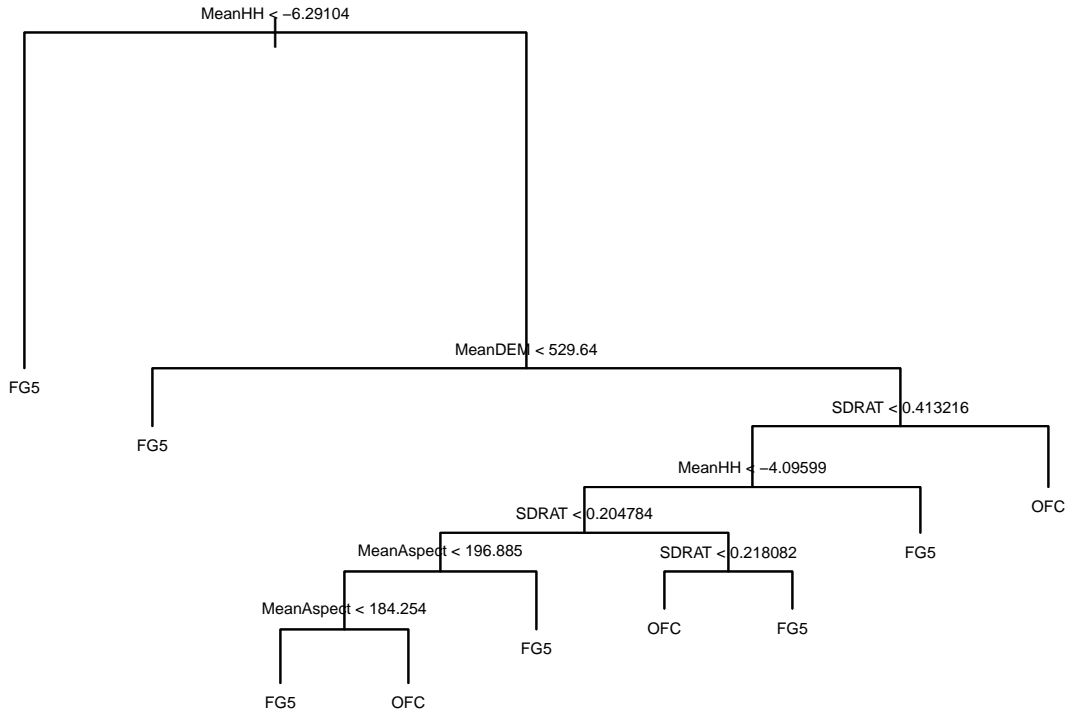 MeanHH < −6.29104
MeanDEM < 529.64
FG5
SDRAT < 0.413216
FG5
MeanHH < −4.09599
OFC
SDRAT < 0.204784
MeanAspect < 196.885
SDRAT < 0.218082
FG5
MeanAspect < 184.254
OFC
FG5
FG5
FG5
OFC